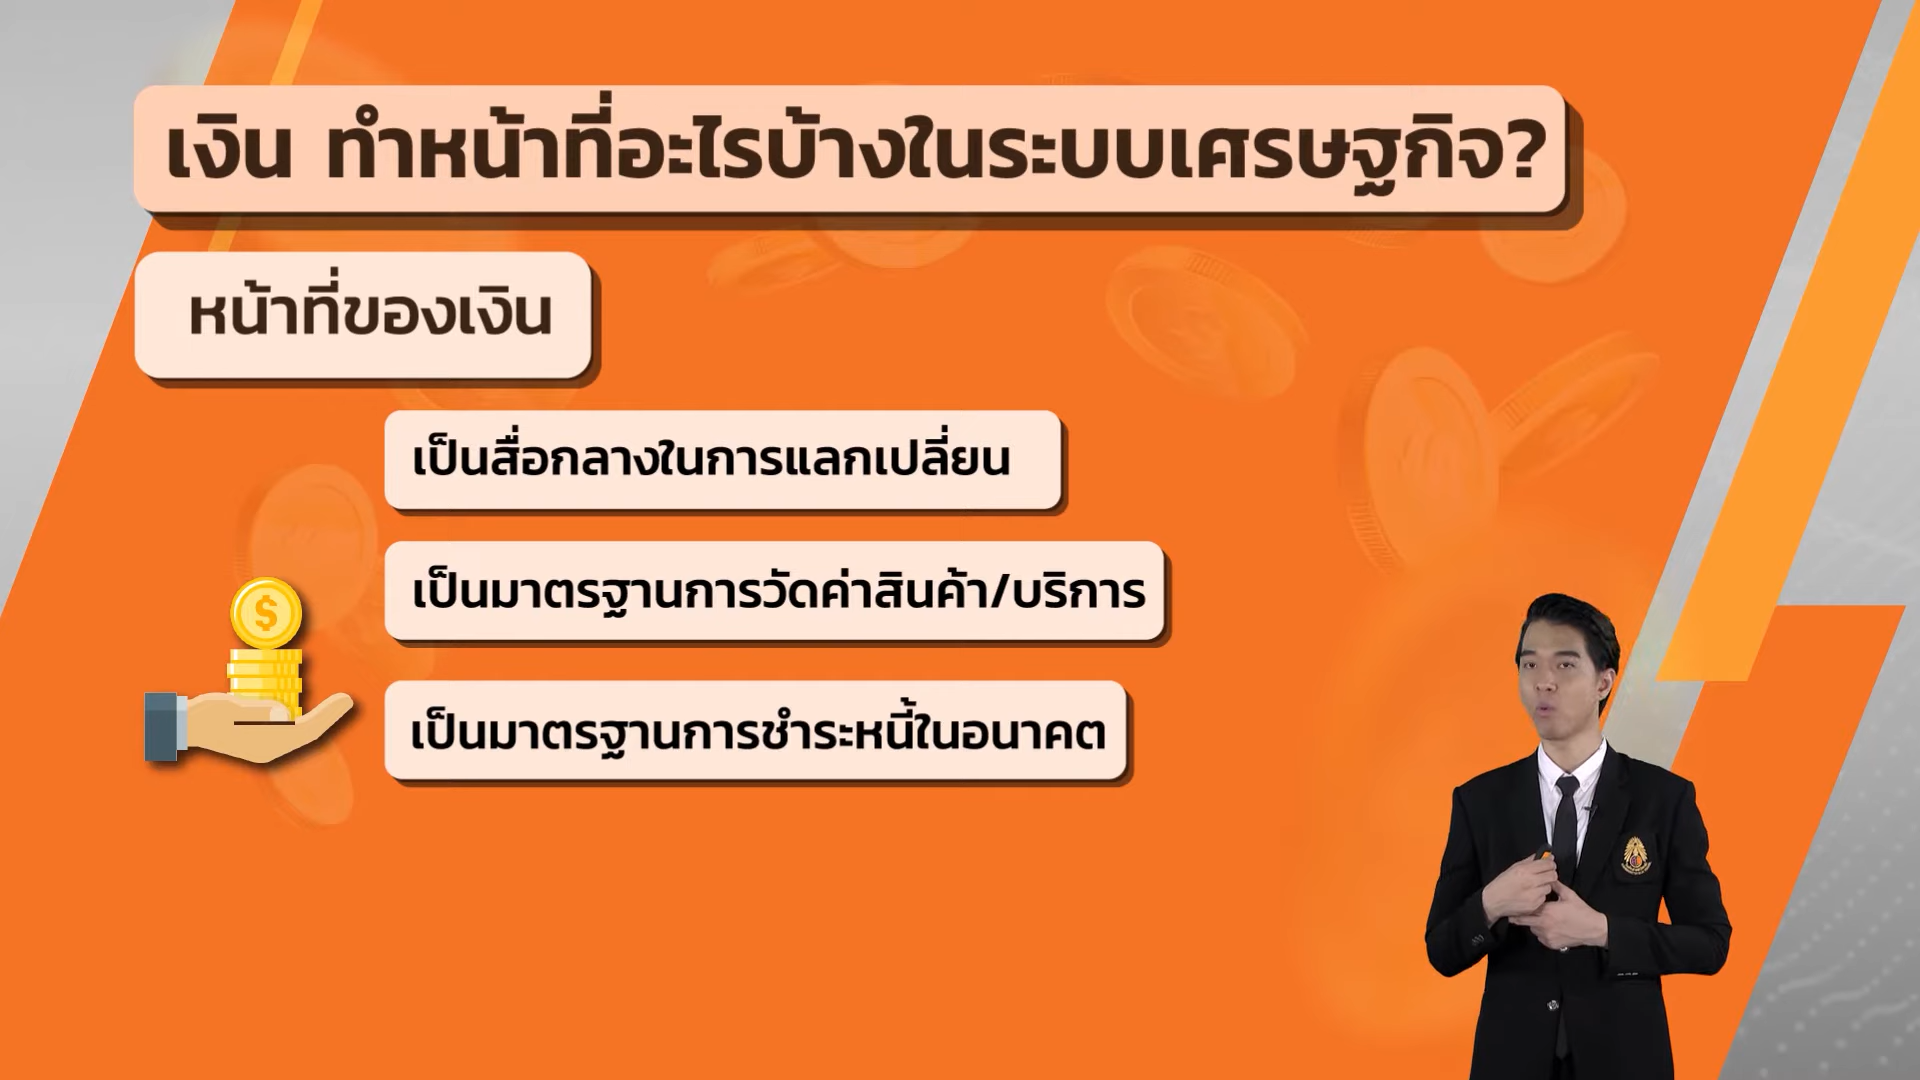 เงิน ทำหน้าที่อะไรบ้างในระบบเศรษฐกิจ?
หน้าที่ของเงิน
เป็นสื่อกลางในการแลกเปลี่ยน
เป็นมาตรฐานการวัดค่าสินค้า/บริการ
เป็นมาตรฐานการชำระหนี้ในอนาคต
$